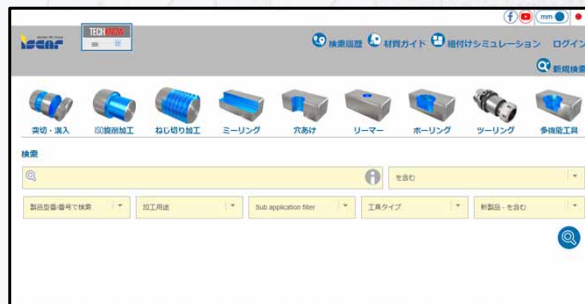 mm
Member IMC Group
ISCAR
TECH KNOW
検索履歴 材質ガイド 組付けシミュレーション ログイン
新規検索
突切・溝入 ISO旋削加工 ねじ切り加工 ミーリング 穴あけ リーマー ボーリング ツーリング 多機能工具
検索
を含む
製品型番/番号で検索 加工用途 Sub application filter 工具タイプ 新製品 - を含む